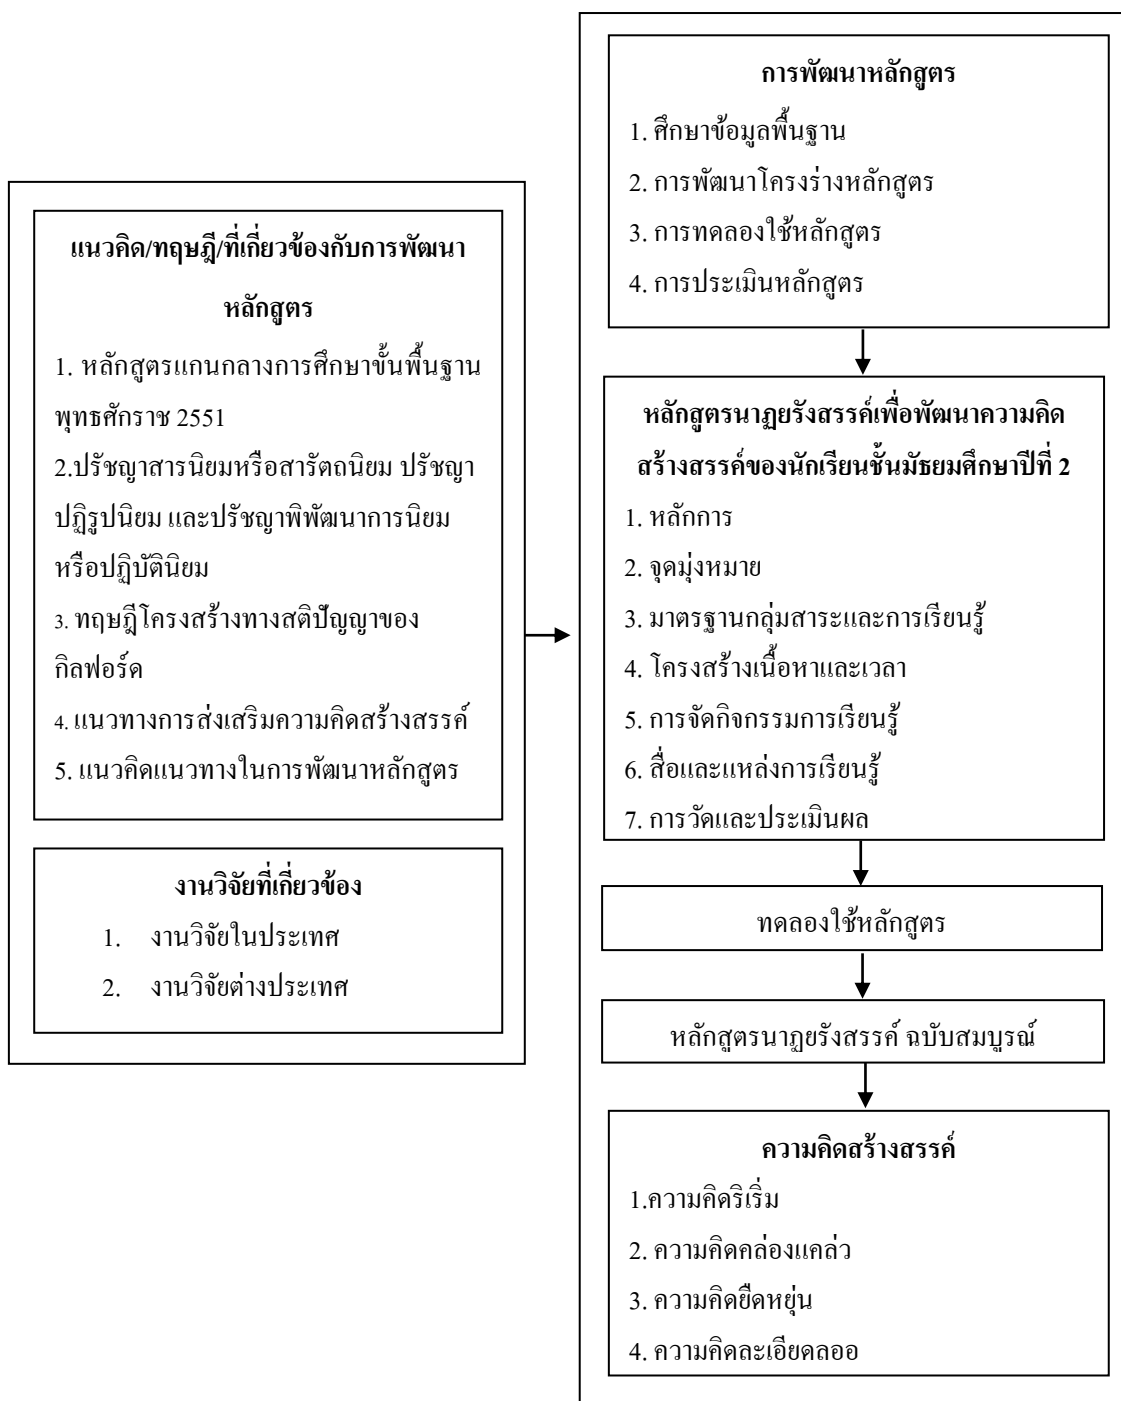 แนวคิด/ทฤษฎี/ที่เกี่ยวข้องกับการพัฒนา
หลักสูตร
1. หลักสูตรแกนกลางการศึกษาขั้นพื้นฐาน
พุทธศักราช 2551
2.ปรัชญาสารนิยมหรือสารัตถนิยม ปรัชญา
ปฏิรูปนิยม และปรัชญาพิพัฒนาการนิยม
หรือปฏิบัตินิยม
3. ทฤษฎีโครงสร้างทางสติปัญญาของ
กิลฟอร์ด
4. แนวทางการส่งเสริมความคิดสร้างสรรค์
5. แนวคิดแนวทางในการพัฒนาหลักสูตร
งานวิจัยที่เกี่ยวข้อง
1. งานวิจัยในประเทศ
2. งานวิจัยต่างประเทศ
การพัฒนาหลักสูตร
1. ศึกษาข้อมูลพื้นฐาน
2. การพัฒนาโครงร่างหลักสูตร
3. การทดลองใช้หลักสูตร
4. การประเมินหลักสูตร
หลักสูตรนาฏยรังสรรค์เพื่อพัฒนาความคิด
สร้างสรรค์ของนักเรียนชั้นมัธยมศึกษาปีที่ 2
1. หลักการ
2. จุดมุ่งหมาย
3. มาตรฐานกลุ่มสาระและการเรียนรู้
4. โครงสร้างเนื้อหาและเวลา
5. การจัดกิจกรรมการเรียนรู้
6. สื่อและแหล่งการเรียนรู้
7. การวัดและประเมินผล
ทดลองใช้หลักสูตร
หลักสูตรนาฏยรังสรรค์ ฉบับสมบูรณ์
ความคิดสร้างสรรค์
1.ความคิดริเริ่ม
2. ความคิดคล่องแคล่ว
3. ความคิดยืดหยุ่น
4. ความคิดละเอียดลออ